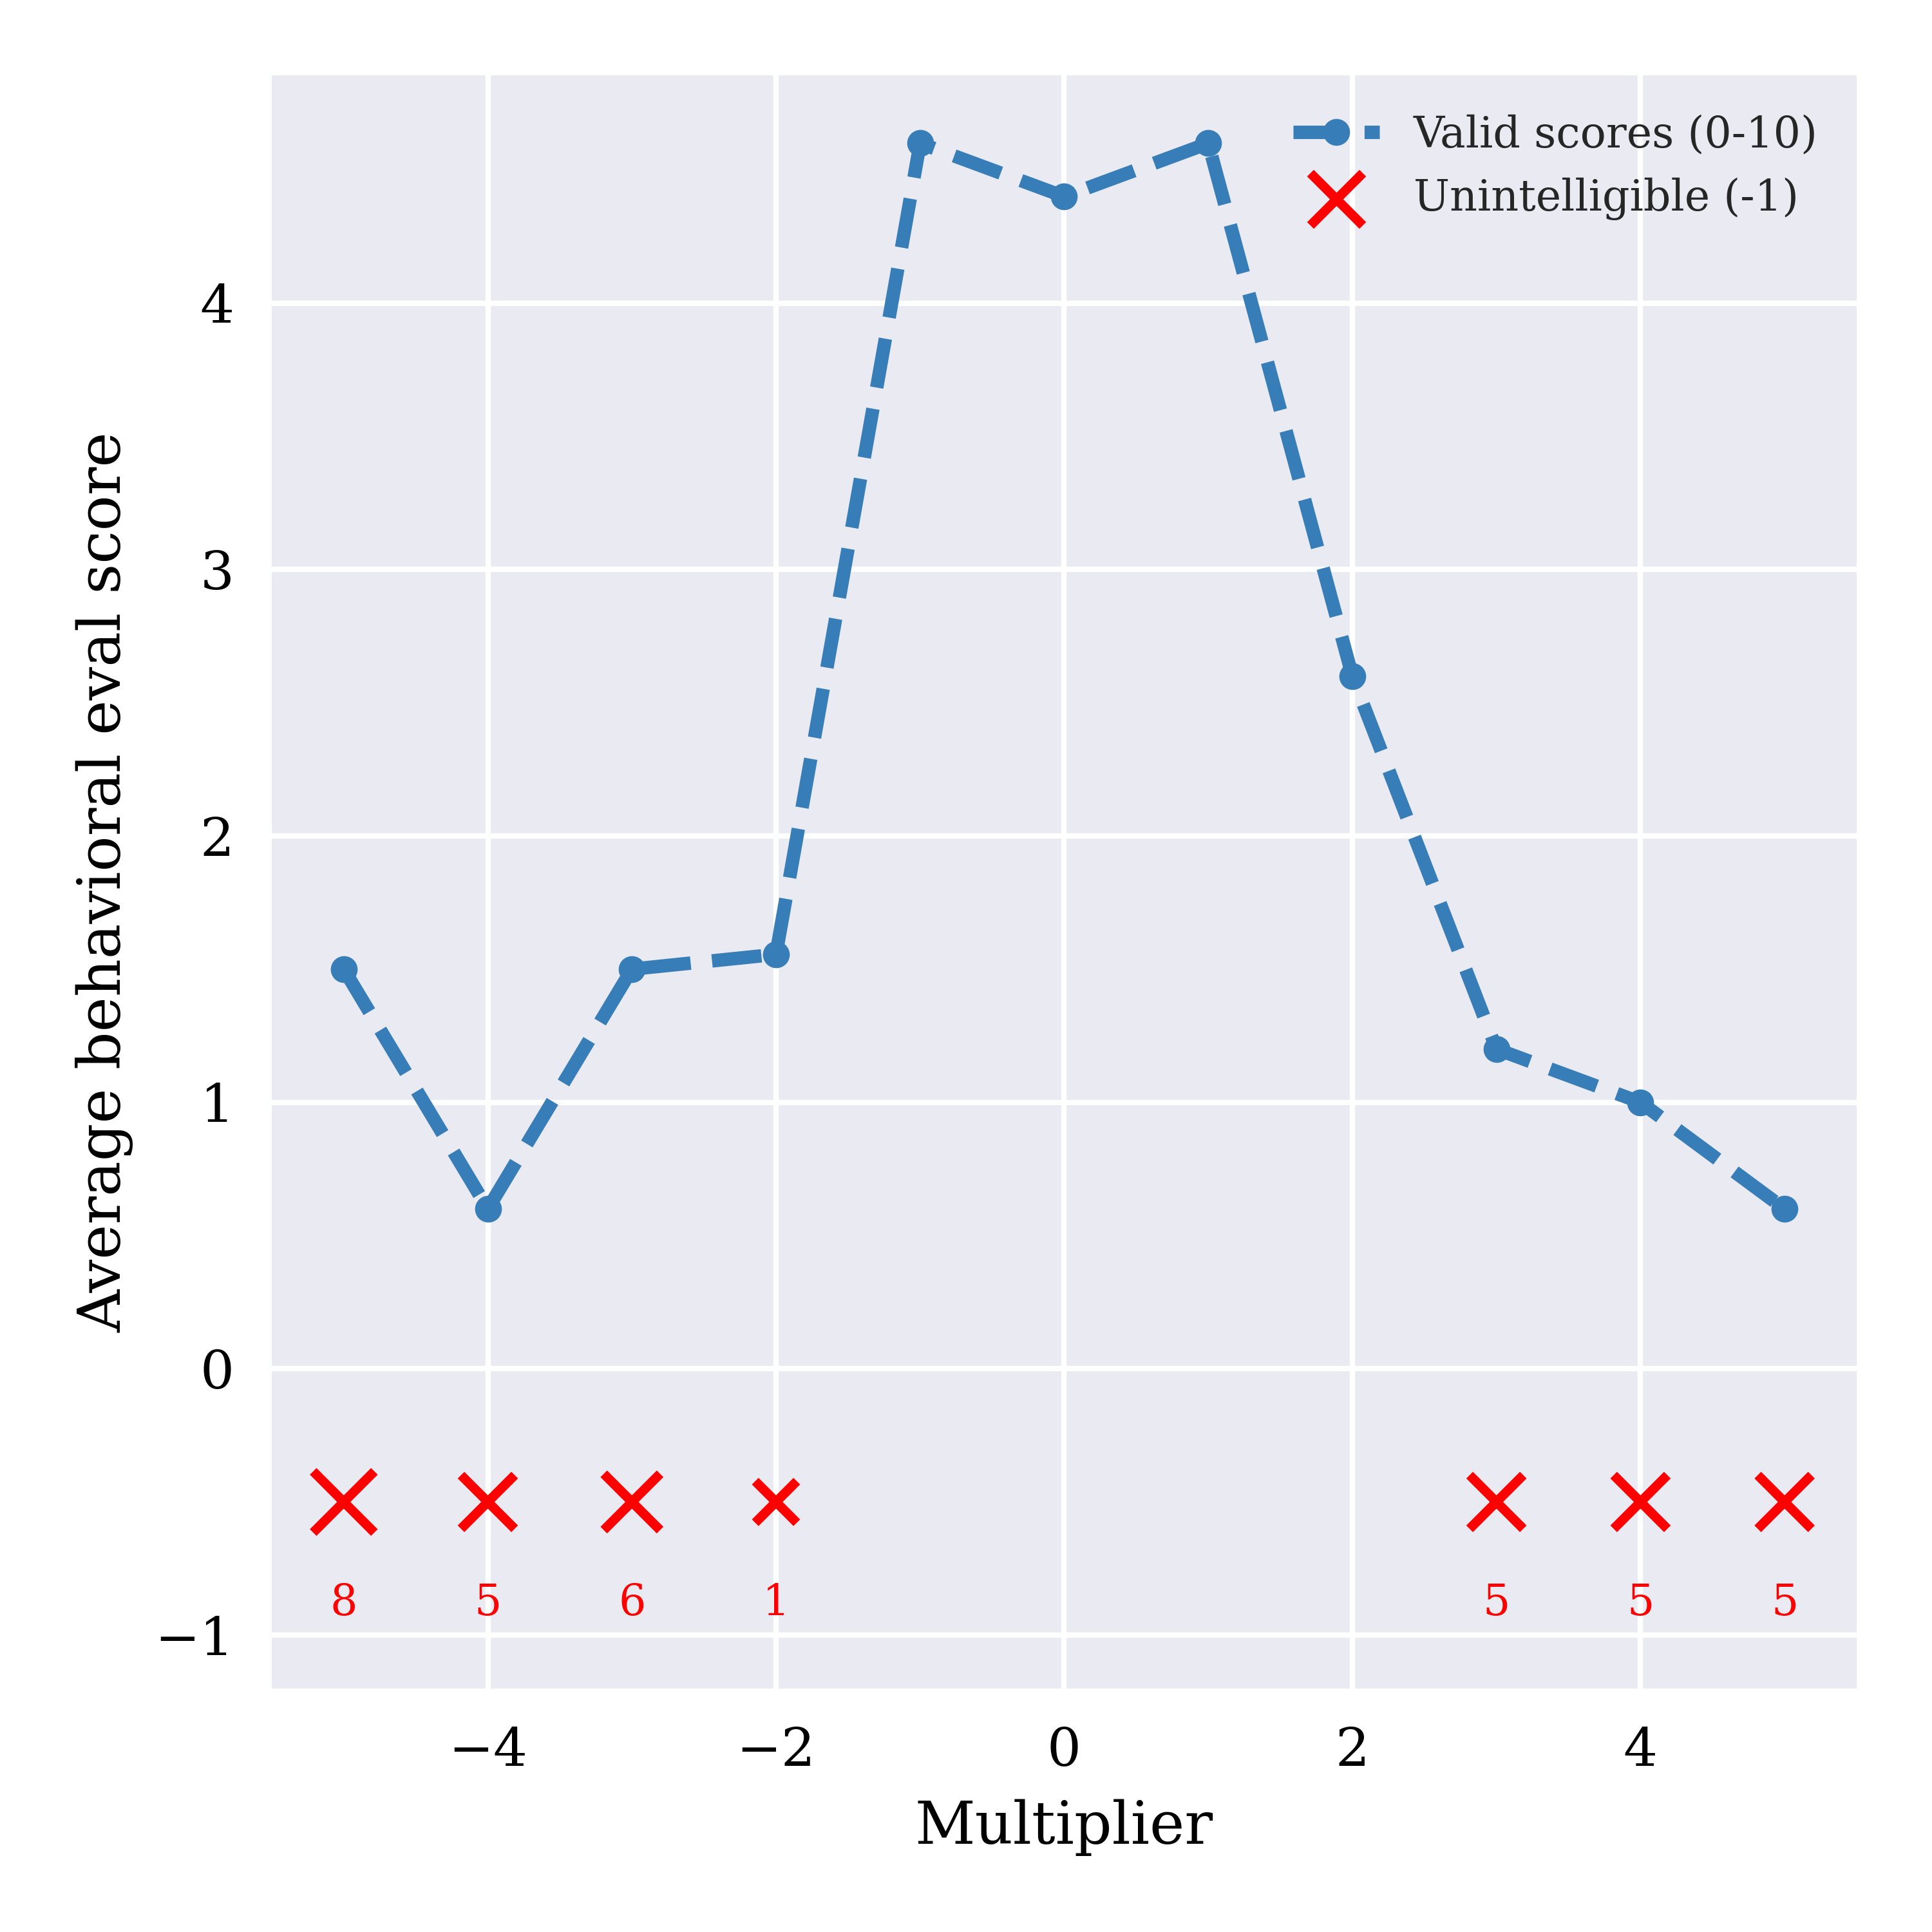 Valid scores (0-10)
Unintelligible (-1)
Average behavioral eval score
4
3
2
1
0
−1
8 5 6 1 5 5 5
−4 −2 0 2 4
Multiplier